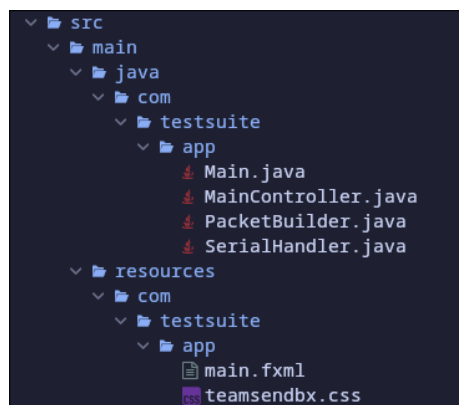 src
main
java
com
testsuite
app
Main.java
MainController.java
PacketBuilder.java
SerialHandler.java
resources
com
testsuite
app
main.fxml
css teamsendbx.css